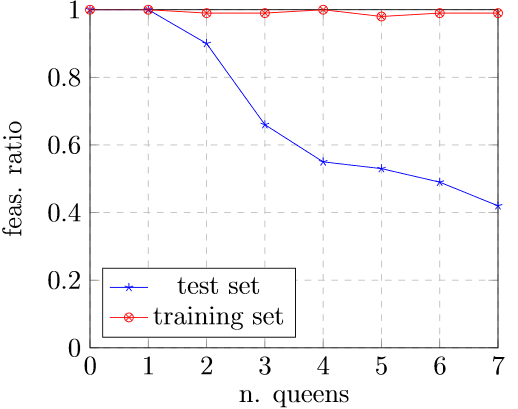 1
0.8
0.6
0.4
0.2
0
feas. ratio
test set
training set
0 1 2 3 4 5 6 7
n. queens